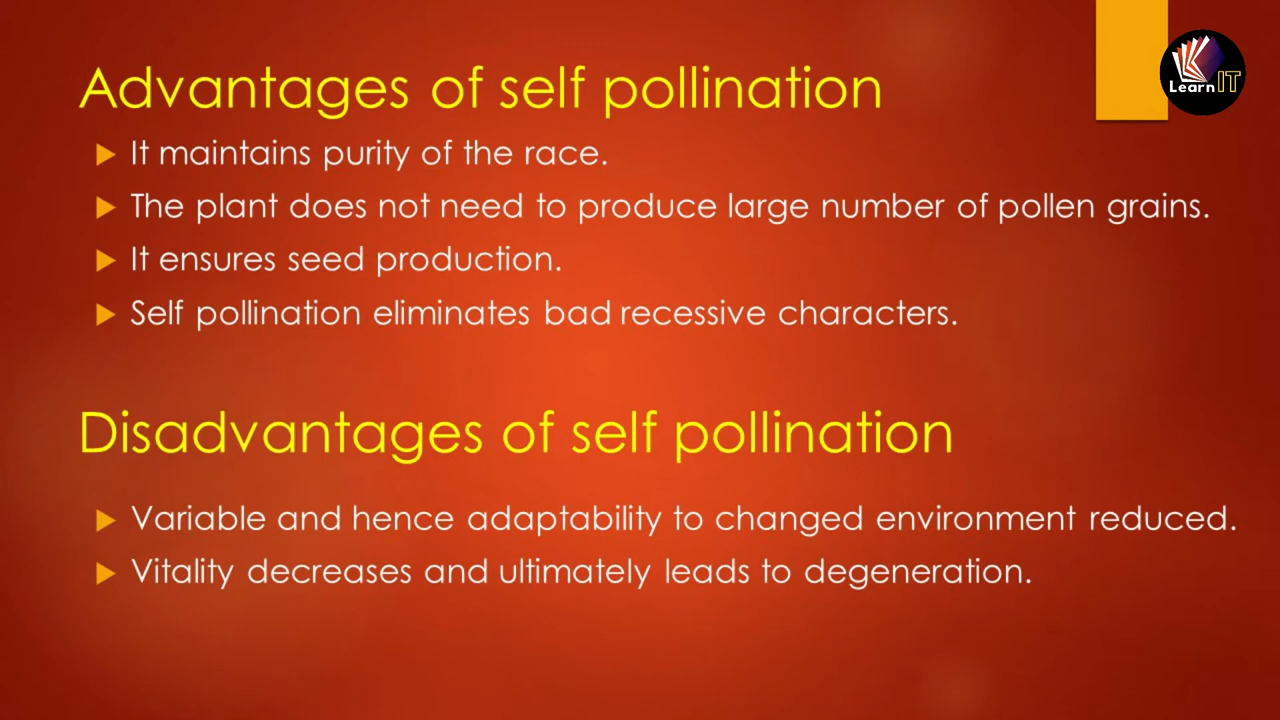 Advantages of self pollination
LearnIT
It maintains purity of the race.
The plant does not need to produce large number of pollen grains.
It ensures seed production.
Self pollination eliminates bad recessive characters.
Disadvantages of self pollination
Variable and hence adaptability to changed environment reduced.
Vitality decreases and ultimately leads to degeneration.